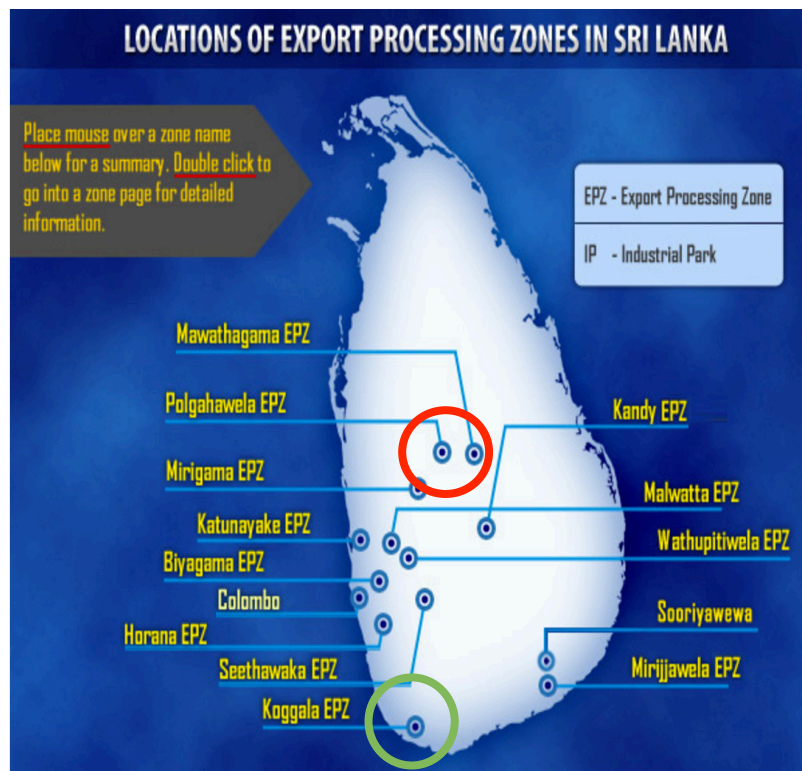 LOCATIONS OF EXPORT PROCESSING ZONES IN SRI LANKA
Place mouse over a zone name
below for a summary. Double click to
go into a zone page for detailed
information.
EPZ - Export Processing Zone
IP - Industrial Park
Mawathagama EPZ
Polgahawela EPZ
Kandy EPZ
Mirigama EPZ
Malwatta EPZ
Katunayake EPZ
Wathupitiwela EPZ
Biyagama EPZ
Colombo
Sooriyawewa
Horana EPZ
Seethawaka EPZ
Mirijjawela EPZ
Koggala EPZ